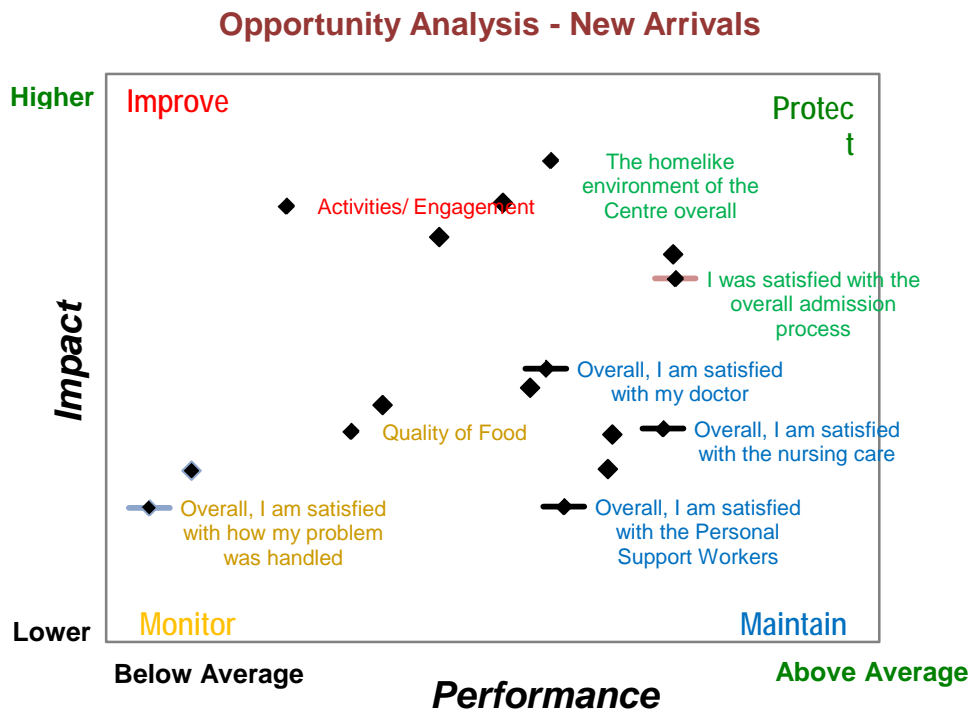 Opportunity Analysis - New Arrivals
Higher
Improve
Protec
t
The homelike
environment of the
Centre overall
Activities/ Engagement
I was satisfied with the
overall admission
process
Impact
Overall, I am satisfied
with my doctor
Quality of Food
Overall, I am satisfied
with the nursing care
Overall, I am satisfied
with how my problem
was handled
Overall, I am satisfied
with the Personal
Support Workers
Lower
Monitor
Maintain
Below Average
Above Average
Performance